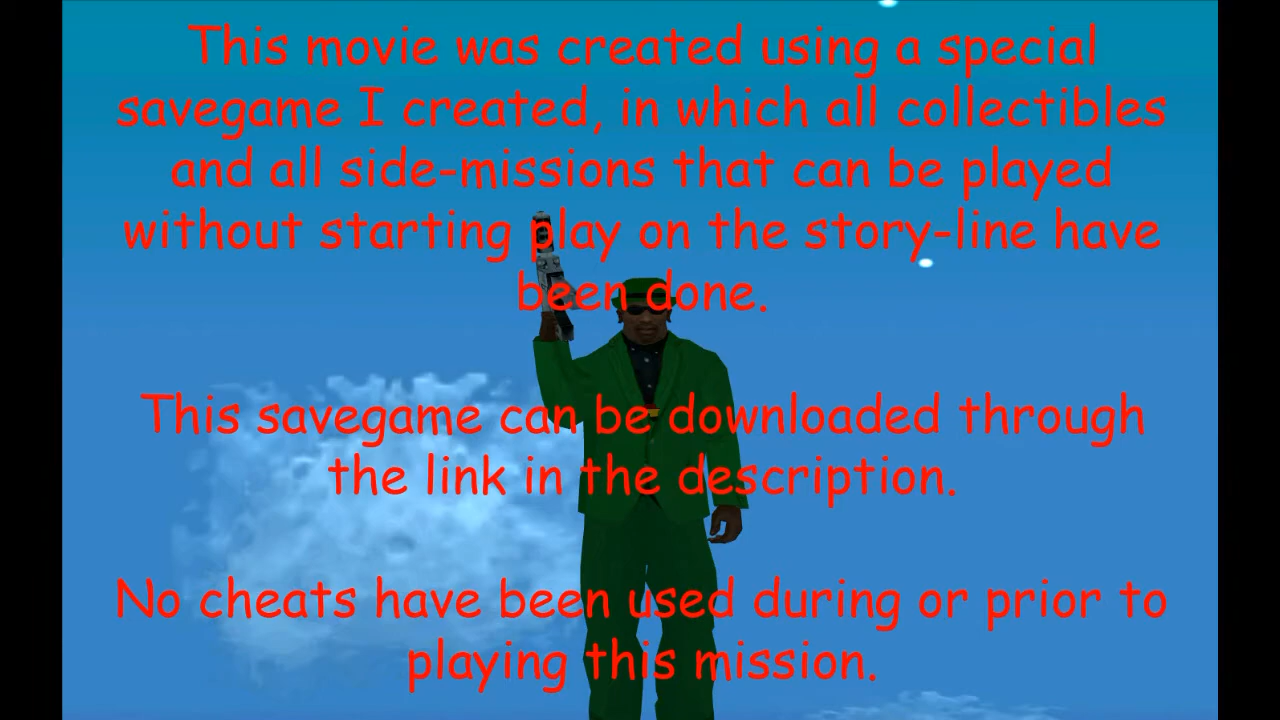 This movie was created using a special
savegame I created, in which all collectibles
and all side-missions that can be played
without starting play on the story-line have
been done.
This savegame can be downloaded through
the link in the description.
No cheats have been used during or prior to
playing this mission.